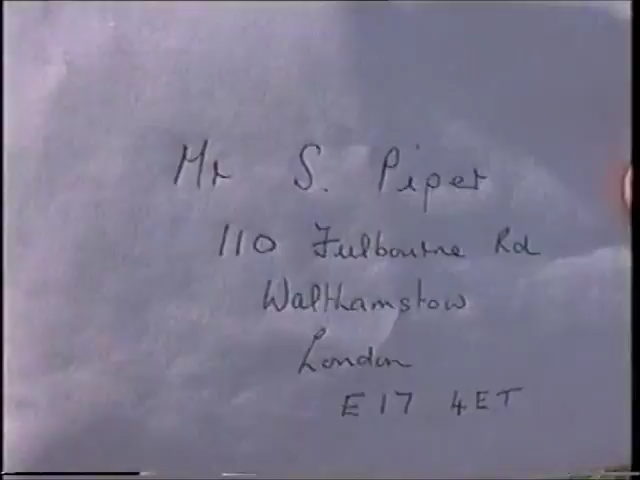 Mr S. Piper
110 Fulbourne Rd
Walthamstow
London
E17 4ET